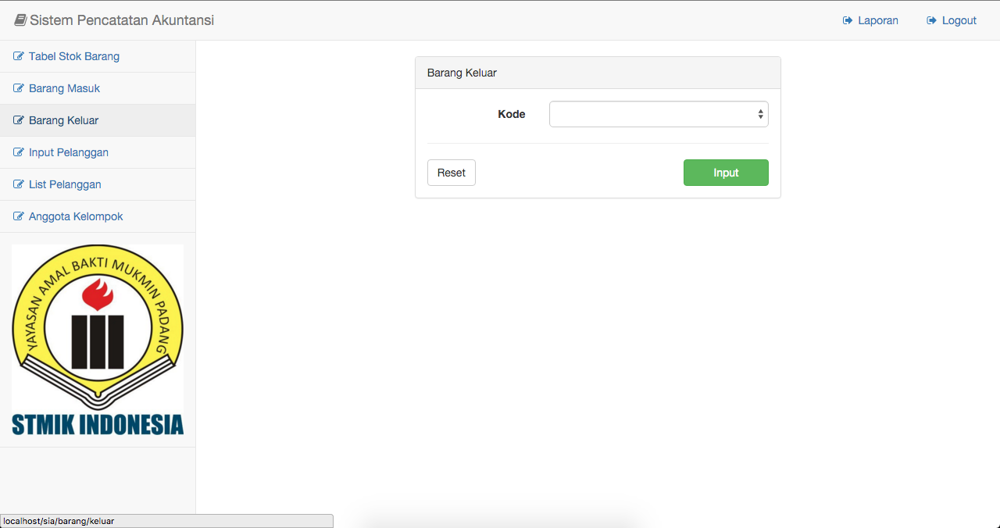 Sistem Pencatatan Akuntansi
Laporan
Logout
Tabel Stok Barang
Barang Masuk
Barang Keluar
Input Pelanggan
List Pelanggan
Anggota Kelompok
YAYASAN AMAL BAKTI MUKMIN PADANG
STMIK INDONESIA
Barang Keluar
Kode
Reset
Input
localhost/sia/barang/keluar